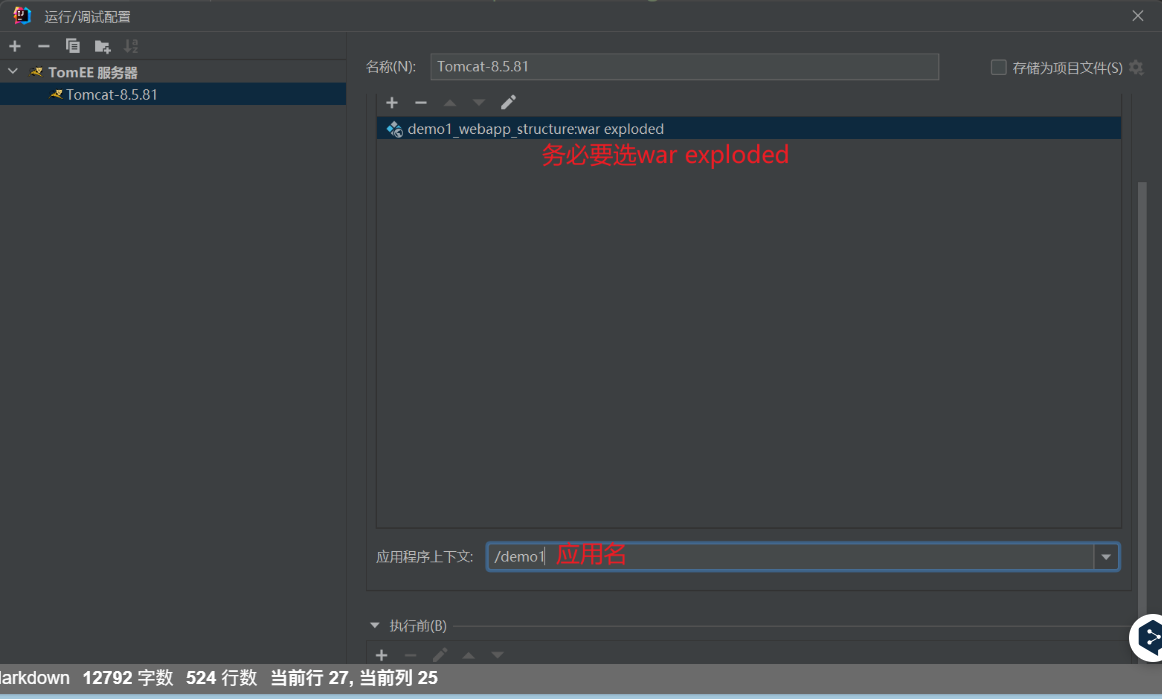 运行/调试配置
TomEE 服务器
Tomcat-8.5.81
名称(N): Tomcat-8.5.81 存储为项目文件(S)
demo1_webapp_structure:war exploded
务必要选war exploded
应用程序上下文: /demo1 应用名
执行前(B)
arkdown 12792 字数 524 行数 当前行 27, 当前列 25